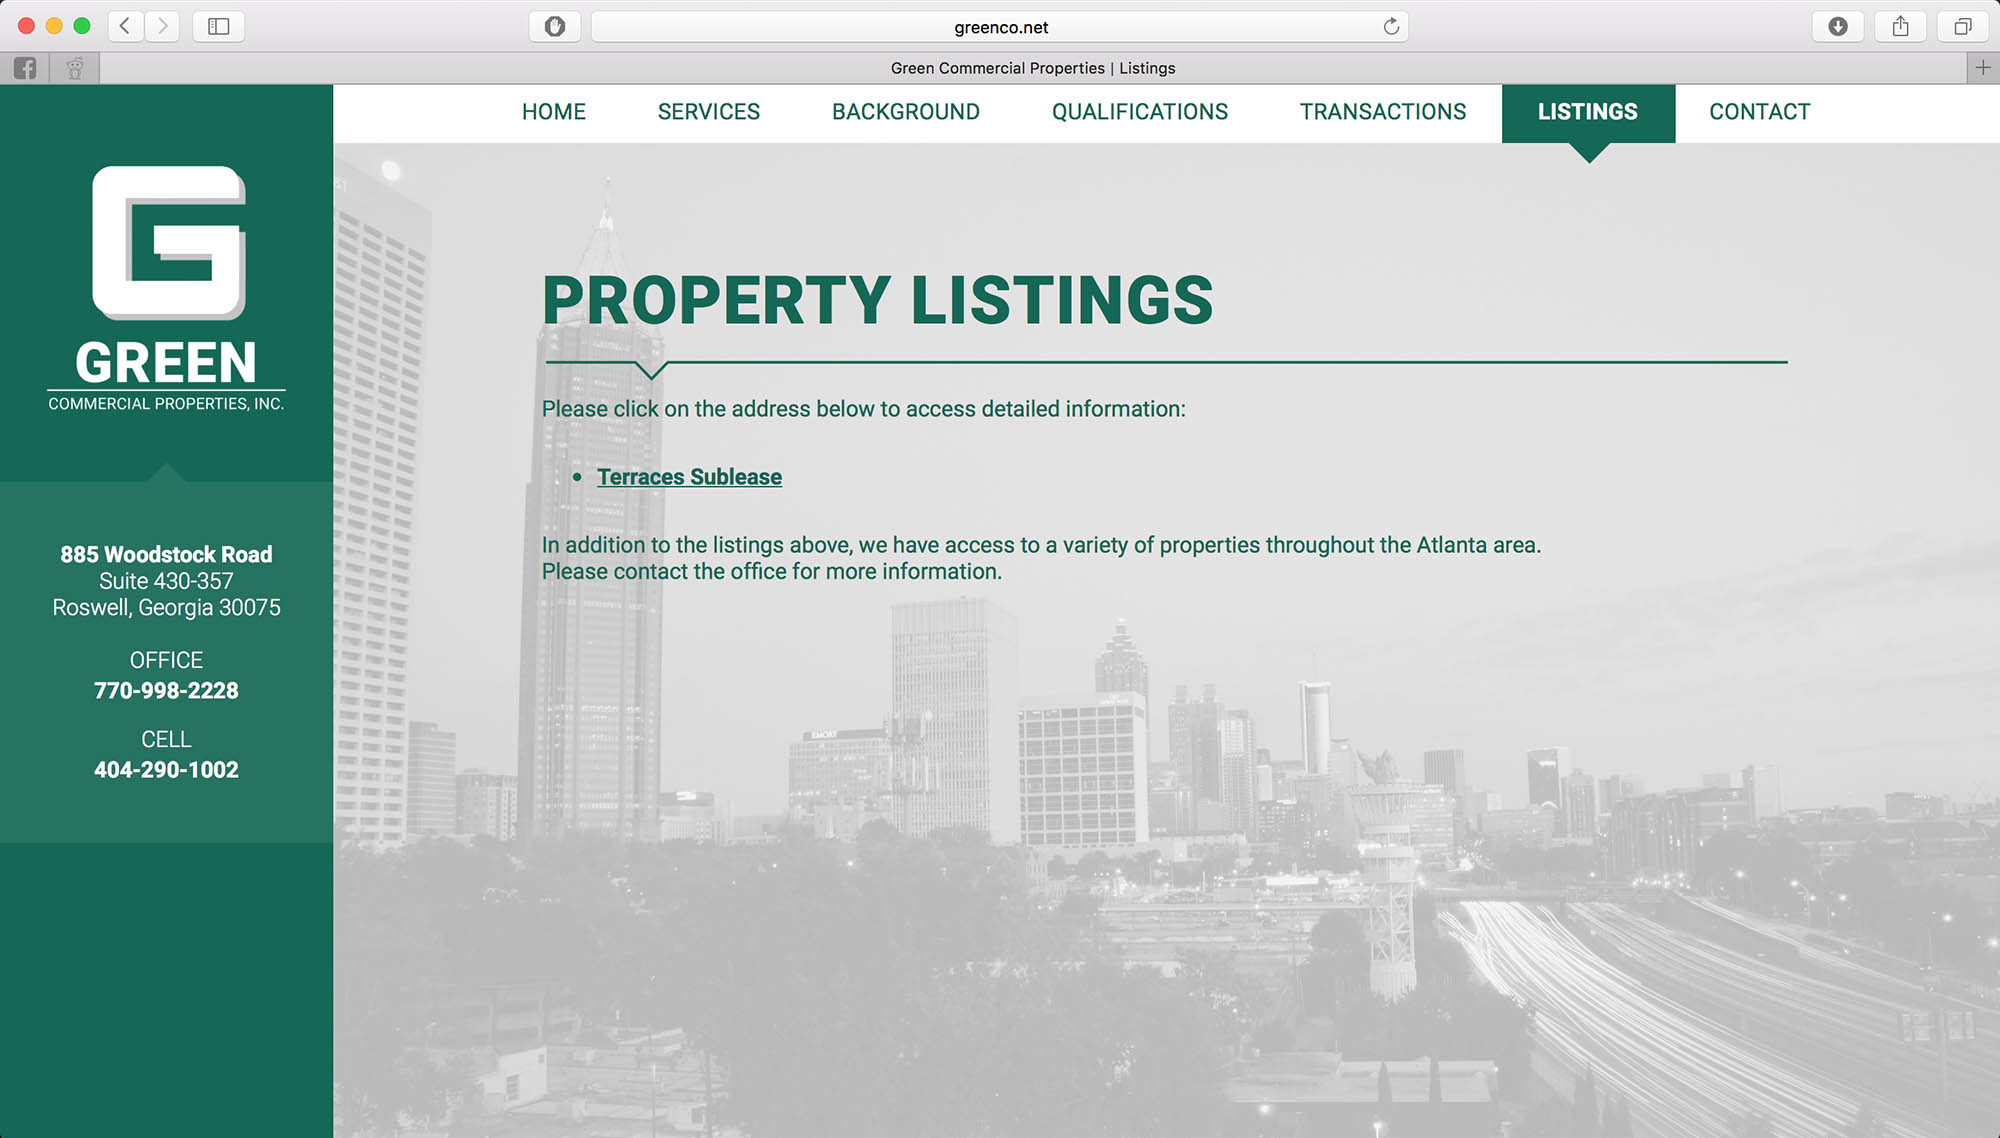 greenco.net
Green Commercial Properties | Listings
HOME SERVICES BACKGROUND QUALIFICATIONS TRANSACTIONS LISTINGS CONTACT
G
GREEN
COMMERCIAL PROPERTIES, INC.
885 Woodstock Road
Suite 430-357
Roswell, Georgia 30075
OFFICE
770-998-2228
CELL
404-290-1002
PROPERTY LISTINGS
Please click on the address below to access detailed information:
• Terraces Sublease
In addition to the listings above, we have access to a variety of properties throughout the Atlanta area.
Please contact the office for more information.
EMORY